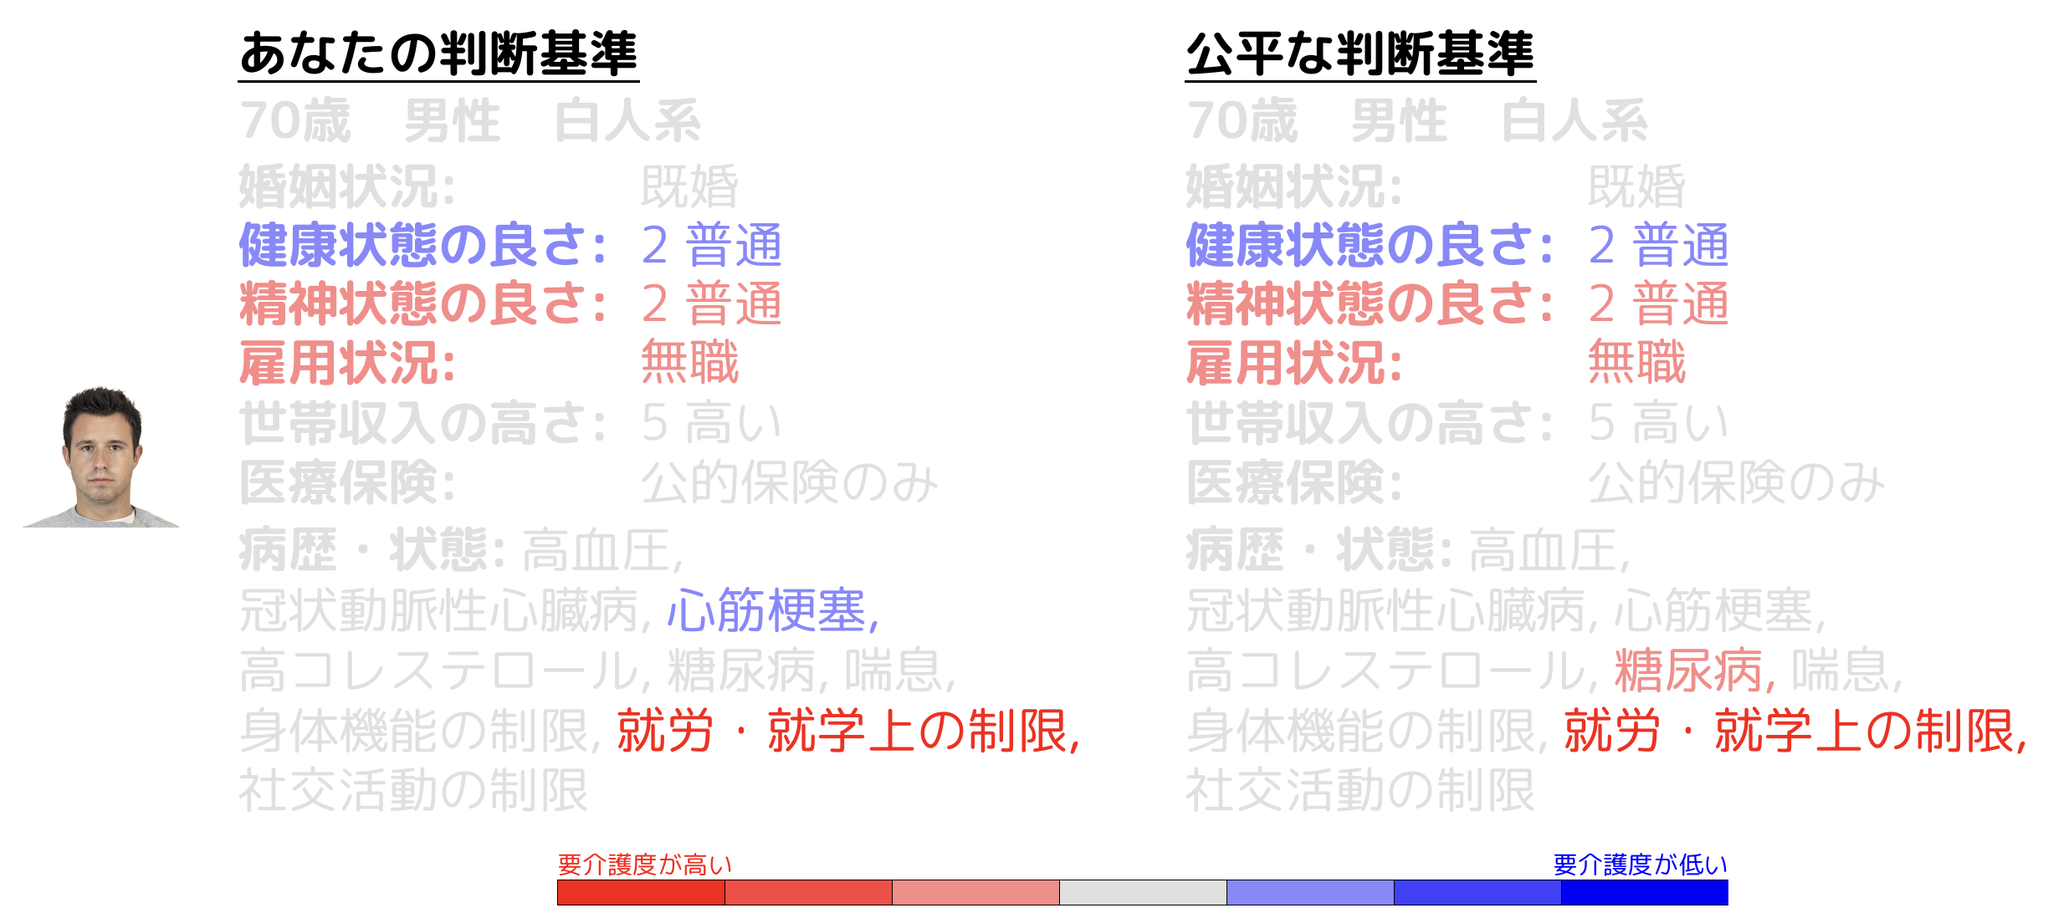 あなたの判断基準
70歳 男性 白人系
婚姻状況: 既婚
健康状態の良さ: 2 普通
精神状態の良さ: 2 普通
雇用状況: 無職
世帯収入の高さ: 5 高い
医療保険: 公的保険のみ
病歴・状態: 高血圧,
冠状動脈性心臓病, 心筋梗塞,
高コレステロール, 糖尿病, 喘息,
身体機能の制限, 就労・就学上の制限,
社交活動の制限
公平な判断基準
70歳 男性 白人系
婚姻状況: 既婚
健康状態の良さ: 2 普通
精神状態の良さ: 2 普通
雇用状況: 無職
世帯収入の高さ: 5 高い
医療保険: 公的保険のみ
病歴・状態: 高血圧,
冠状動脈性心臓病, 心筋梗塞,
高コレステロール, 糖尿病, 喘息,
身体機能の制限, 就労・就学上の制限,
社交活動の制限
要介護度が高い 要介護度が低い